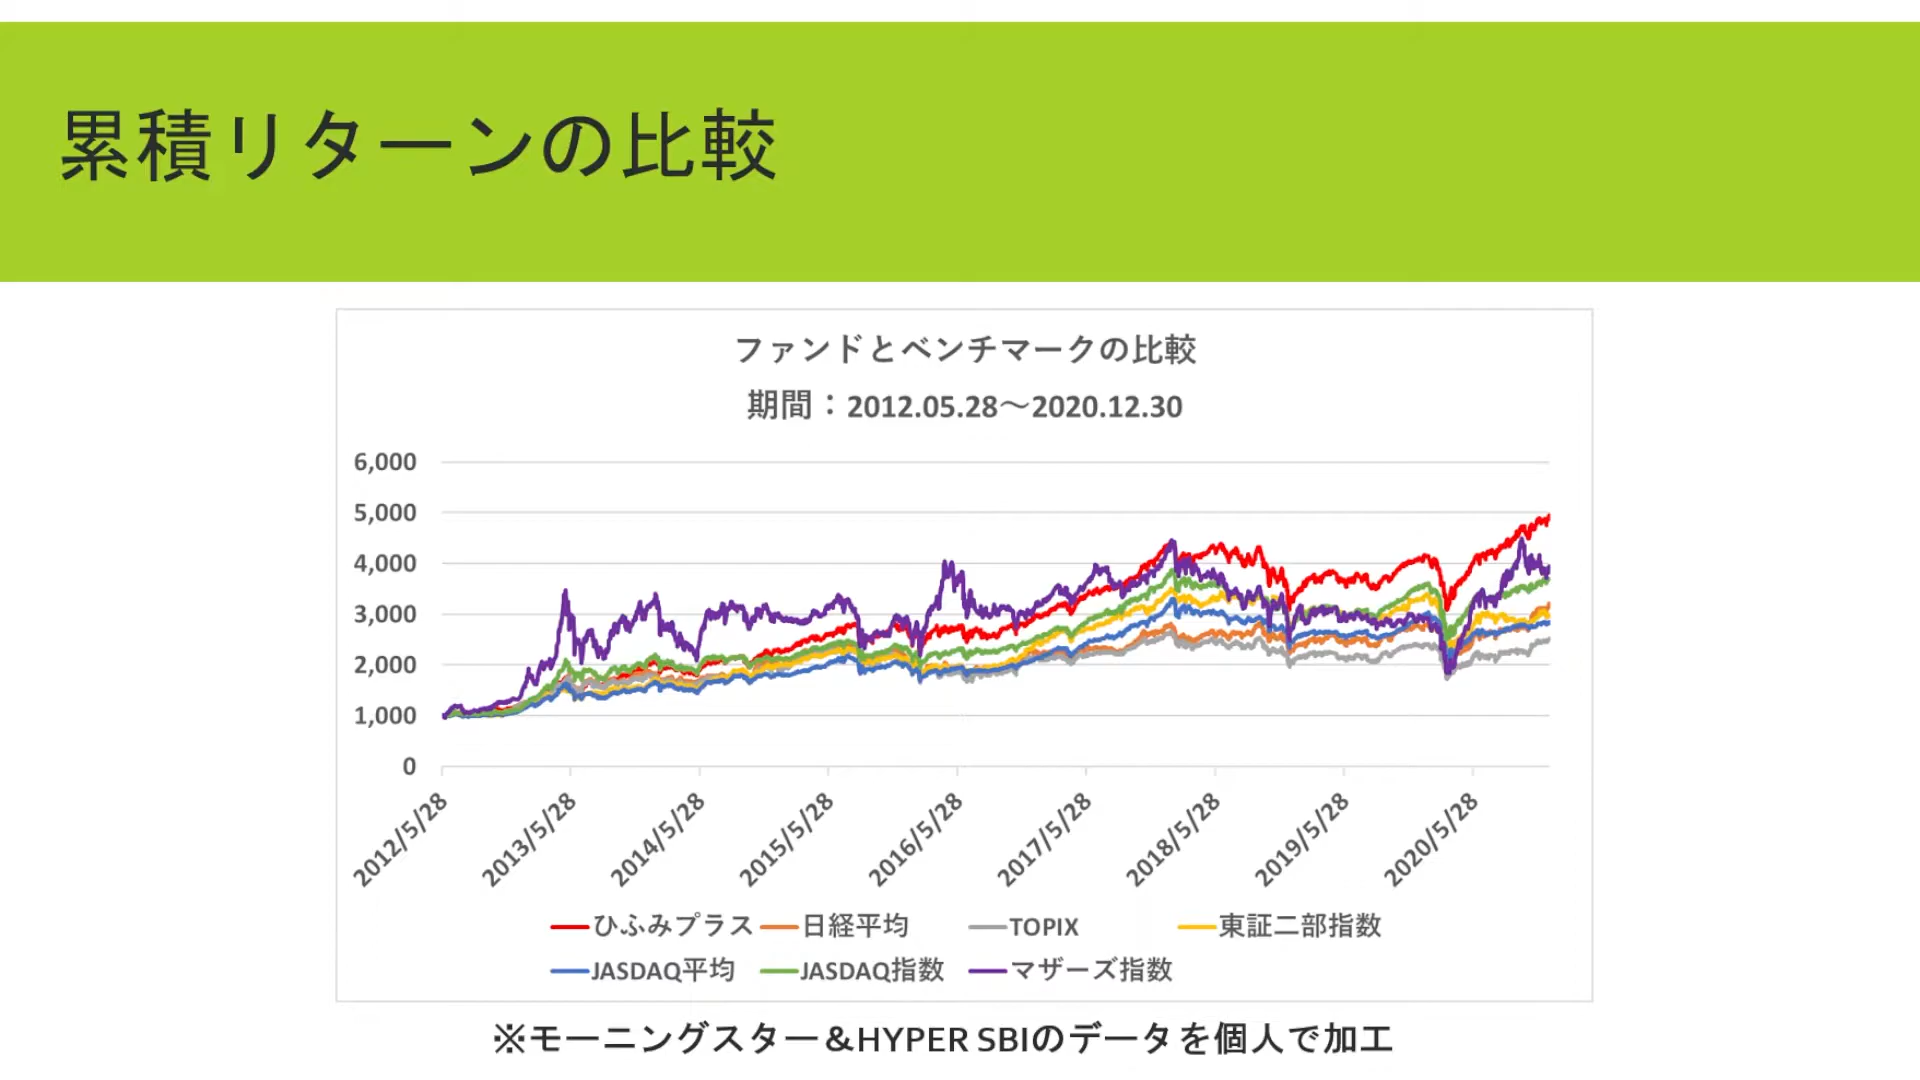 累積リターンの比較
ファンドとベンチマークの比較
期間：2012.05.28～2020.12.30
6,000
5,000
4,000
3,000
2,000
1,000
0
2012/5/28 2013/5/28 2014/5/28 2015/5/28 2016/5/28 2017/5/28 2018/5/28 2019/5/28 2020/5/28
ひふみプラス 日経平均 TOPIX 東証二部指数
JASDAQ平均 JASDAQ指数 マザーズ指数
※モーニングスター＆HYPER SBIのデータを個人で加工